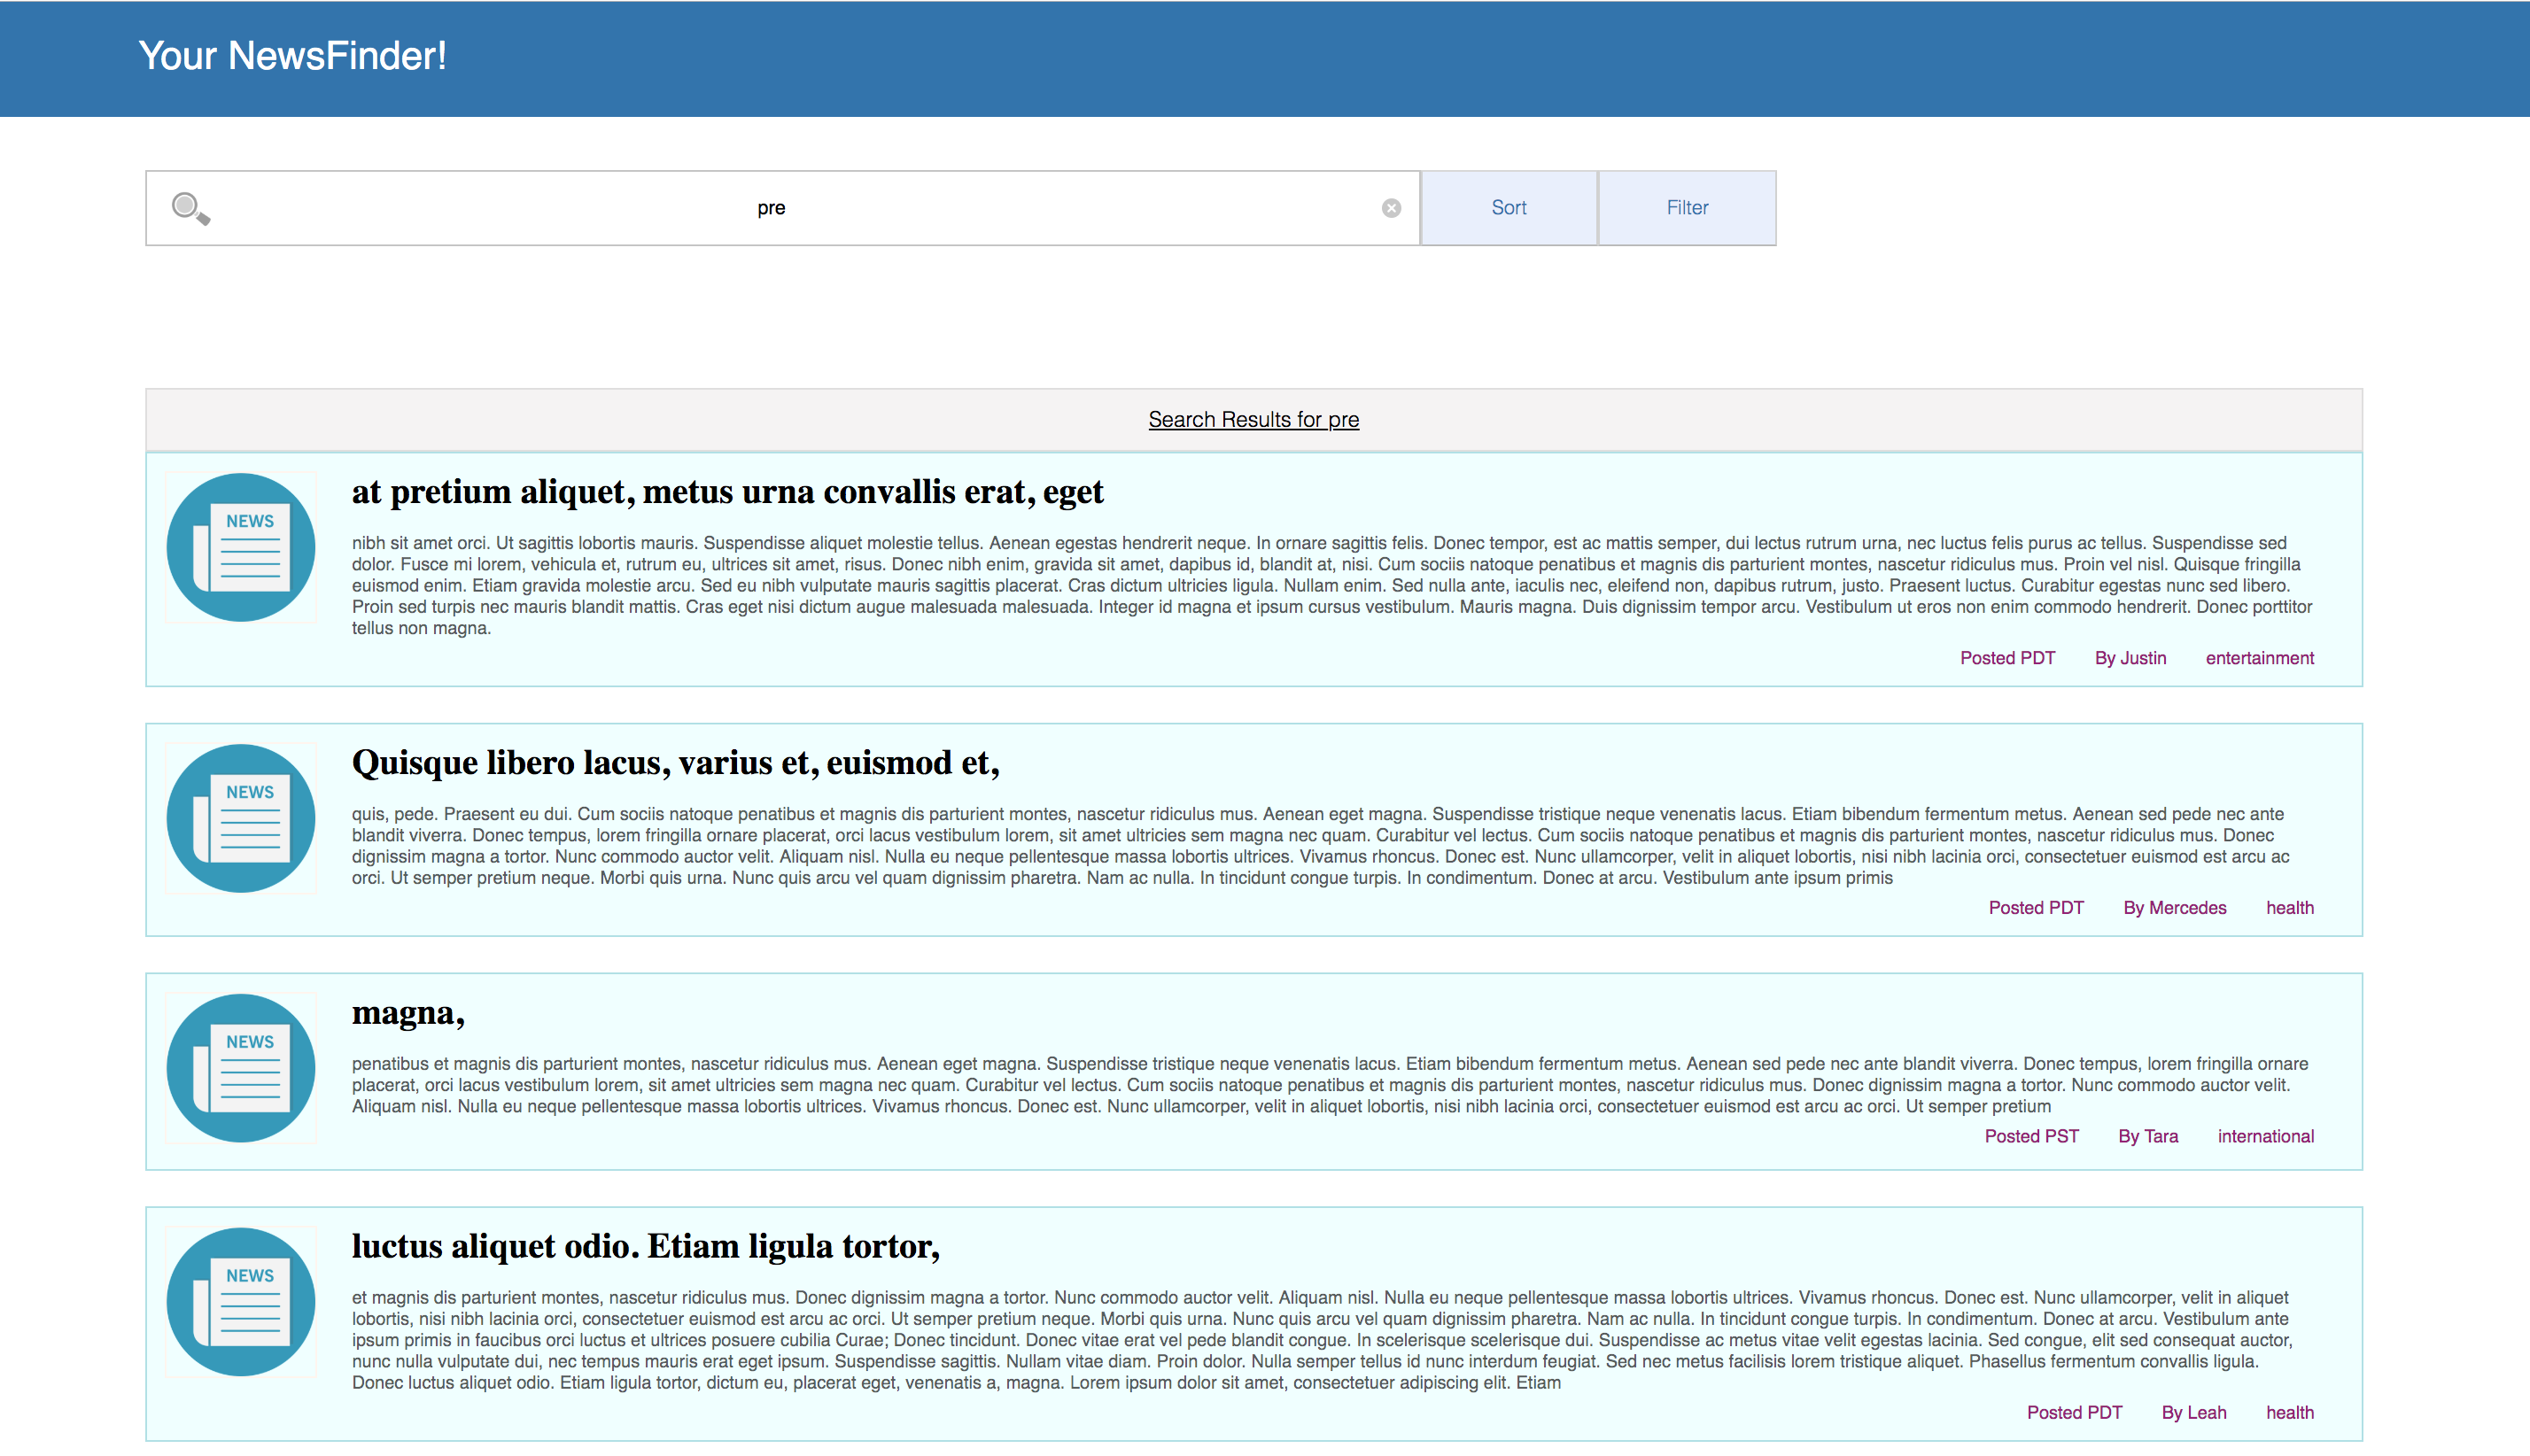 Your NewsFinder!
pre
Sort
Filter
Search Results for pre
NEWS
at pretium aliquet, metus urna convallis erat, eget
nibh sit amet orci. Ut sagittis lobortis mauris. Suspendisse aliquet molestie tellus. Aenean egestas hendrerit neque. In ornare sagittis felis. Donec tempor, est ac mattis semper, dui lectus rutrum urna, nec luctus felis purus ac tellus. Suspendisse sed
dolor. Fusce mi lorem, vehicula et, rutrum eu, ultrices sit amet, risus. Donec nibh enim, gravida sit amet, dapibus id, blandit at, nisi. Cum sociis natoque penatibus et magnis dis parturient montes, nascetur ridiculus mus. Proin vel nisl. Quisque fringilla
euismod enim. Etiam gravida molestie arcu. Sed eu nibh vulputate mauris sagittis placerat. Cras dictum ultricies ligula. Nullam enim. Sed nulla ante, iaculis nec, eleifend non, dapibus rutrum, justo. Praesent luctus. Curabitur egestas nunc sed libero.
Proin sed turpis nec mauris blandit mattis. Cras eget nisi dictum augue malesuada malesuada. Integer id magna et ipsum cursus vestibulum. Mauris magna. Duis dignissim tempor arcu. Vestibulum ut eros non enim commodo hendrerit. Donec porttitor
tellus non magna.
Posted PDT By Justin entertainment
NEWS
Quisque libero lacus, varius et, euismod et,
quis, pede. Praesent eu dui. Cum sociis natoque penatibus et magnis dis parturient montes, nascetur ridiculus mus. Aenean eget magna. Suspendisse tristique neque venenatis lacus. Etiam bibendum fermentum metus. Aenean sed pede nec ante
blandit viverra. Donec tempus, lorem fringilla ornare placerat, orci lacus vestibulum lorem, sit amet ultricies sem magna nec quam. Curabitur vel lectus. Cum sociis natoque penatibus et magnis dis parturient montes, nascetur ridiculus mus. Donec
dignissim magna a tortor. Nunc commodo auctor velit. Aliquam nisl. Nulla eu neque pellentesque massa lobortis ultrices. Vivamus rhoncus. Donec est. Nunc ullamcorper, velit in aliquet lobortis, nisi nibh lacinia orci, consectetuer euismod est arcu ac
orci. Ut semper pretium neque. Morbi quis urna. Nunc quis arcu vel quam dignissim pharetra. Nam ac nulla. In tincidunt congue turpis. In condimentum. Donec at arcu. Vestibulum ante ipsum primis
Posted PDT By Mercedes health
NEWS
magna,
penatibus et magnis dis parturient montes, nascetur ridiculus mus. Aenean eget magna. Suspendisse tristique neque venenatis lacus. Etiam bibendum fermentum metus. Aenean sed pede nec ante blandit viverra. Donec tempus, lorem fringilla ornare
placerat, orci lacus vestibulum lorem, sit amet ultricies sem magna nec quam. Curabitur vel lectus. Cum sociis natoque penatibus et magnis dis parturient montes, nascetur ridiculus mus. Donec dignissim magna a tortor. Nunc commodo auctor velit.
Aliquam nisl. Nulla eu neque pellentesque massa lobortis ultrices. Vivamus rhoncus. Donec est. Nunc ullamcorper, velit in aliquet lobortis, nisi nibh lacinia orci, consectetuer euismod est arcu ac orci. Ut semper pretium
Posted PST By Tara international
NEWS
luctus aliquet odio. Etiam ligula tortor,
et magnis dis parturient montes, nascetur ridiculus mus. Donec dignissim magna a tortor. Nunc commodo auctor velit. Aliquam nisl. Nulla eu neque pellentesque massa lobortis ultrices. Vivamus rhoncus. Donec est. Nunc ullamcorper, velit in aliquet
lobortis, nisi nibh lacinia orci, consectetuer euismod est arcu ac orci. Ut semper pretium neque. Morbi quis urna. Nunc quis arcu vel quam dignissim pharetra. Nam ac nulla. In tincidunt congue turpis. In condimentum. Donec at arcu. Vestibulum ante
ipsum primis in faucibus orci luctus et ultrices posuere cubilia Curae; Donec tincidunt. Donec vitae erat vel pede blandit congue. In scelerisque scelerisque dui. Suspendisse ac metus vitae velit egestas lacinia. Sed congue, elit sed consequat auctor,
nunc nulla vulputate dui, nec tempus mauris erat eget ipsum. Suspendisse sagittis. Nullam vitae diam. Proin dolor. Nulla semper tellus id nunc interdum feugiat. Sed nec metus facilisis lorem tristique aliquet. Phasellus fermentum convallis ligula.
Donec luctus aliquet odio. Etiam ligula tortor, dictum eu, placerat eget, venenatis a, magna. Lorem ipsum dolor sit amet, consectetuer adipiscing elit. Etiam
Posted PDT By Leah health